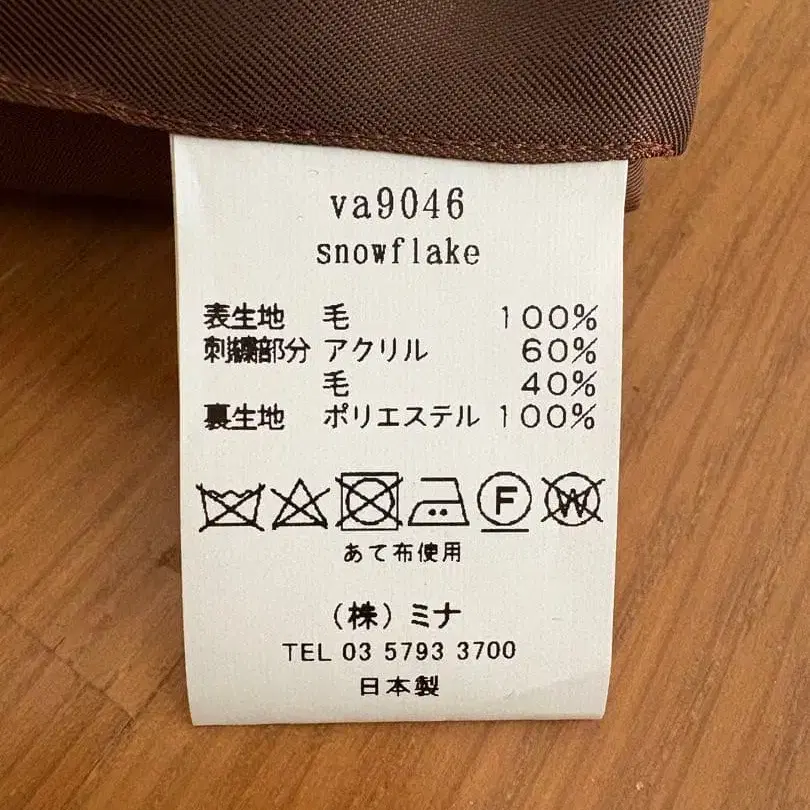 va9046
snowflake
表生地 毛 100%
刺繍部分 アクリル 60%
毛 40%
裏生地 ポリエステル 100%
F W
あて布使用
(株)ミナ
TEL 03 5793 3700
日本製